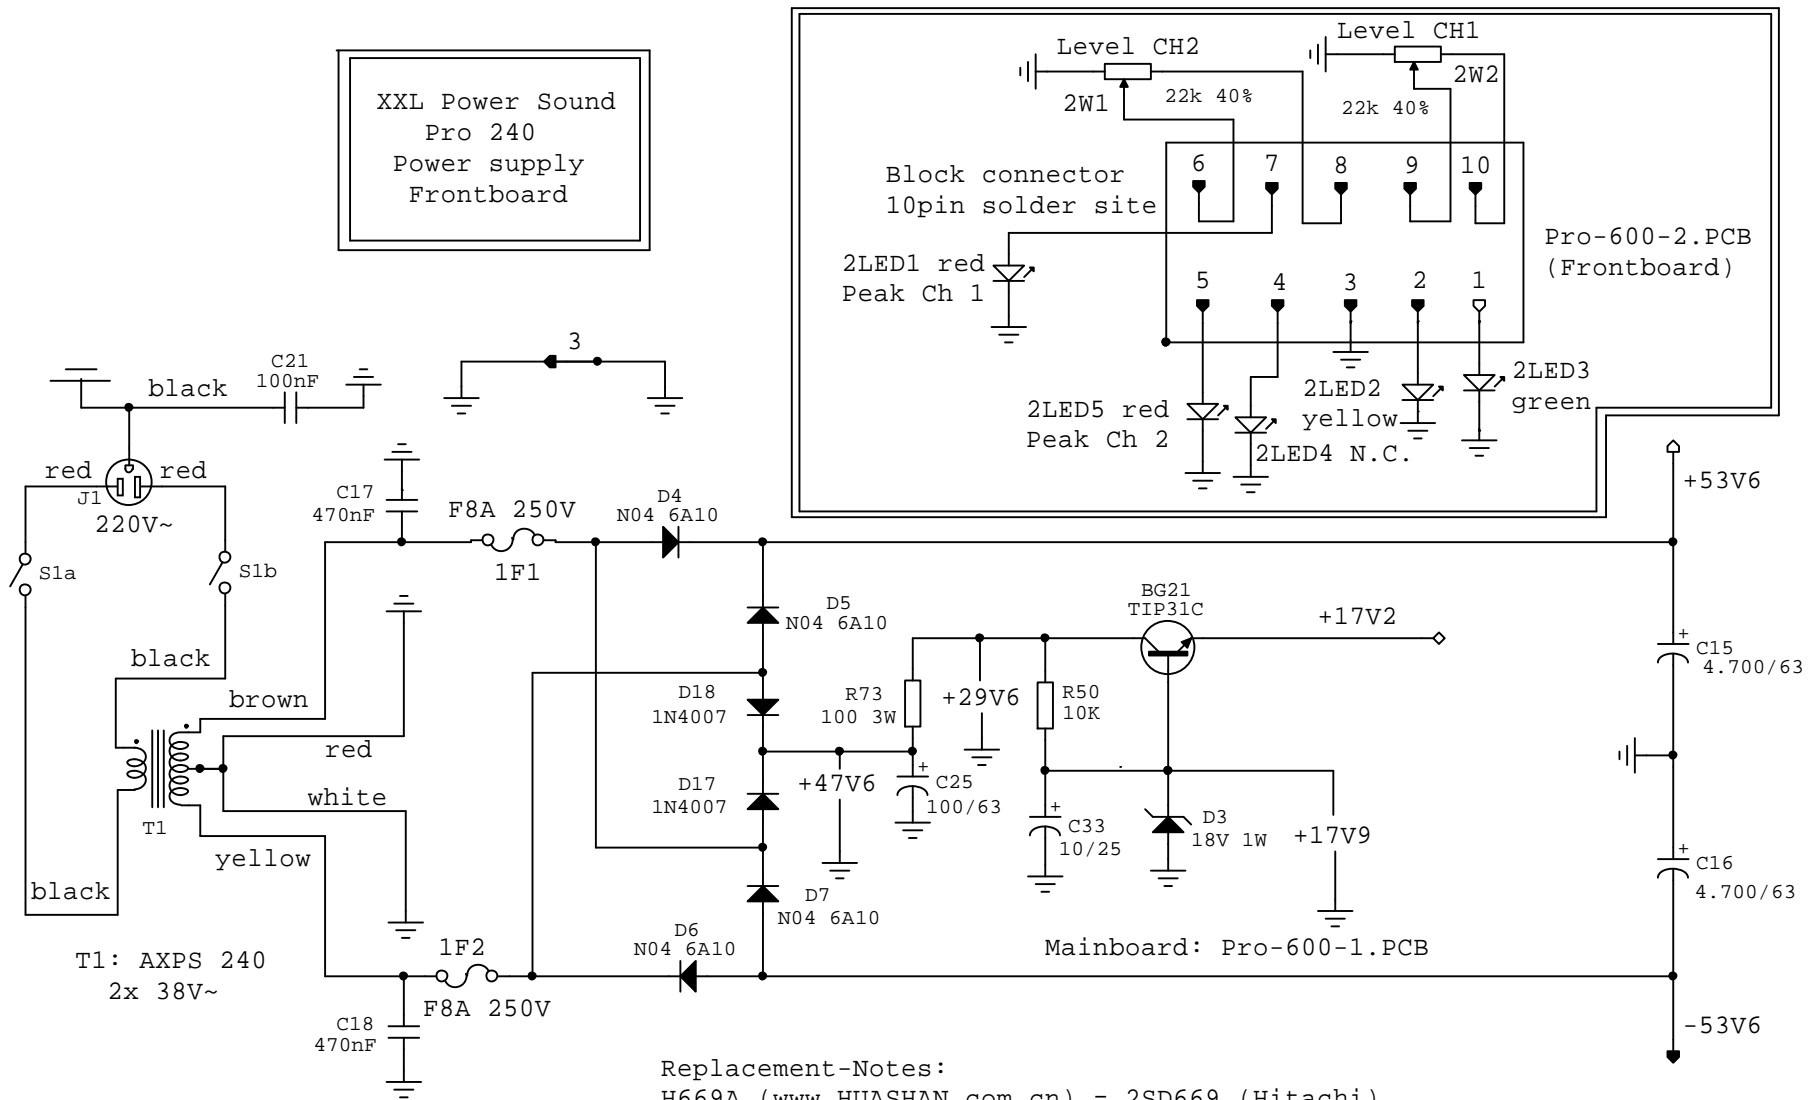 XXL Power Sound
Pro 240
Power supply
Frontboard
Level CH2
2W1
22k 40%
Level CH1
2W2
22k 40%
Block connector
10pin solder site
6
7
8
9
10
5
4
3
2
1
Pro-600-2.PCB
(Frontboard)
2LED1 red
Peak Ch 1
2LED5 red
Peak Ch 2
2LED4 N.C.
2LED2
yellow
2LED3
green
C21
100nF
black
3
red
red
J1
220V~
S1a
S1b
C17
470nF
F8A 250V
1F1
D4
N04 6A10
+53V6
D5
N04 6A10
BG21
TIP31C
+17V2
C15
4.700/63
black
brown
D18
1N4007
R73
100 3W
+29V6
R50
10K
red
white
T1
D17
1N4007
+47V6
C25
100/63
C33
10/25
D3
18V 1W
+17V9
yellow
black
C16
4.700/63
D7
N04 6A10
D6
N04 6A10
1F2
F8A 250V
Mainboard: Pro-600-1.PCB
T1: AXPS 240
2x 38V~
C18
470nF
-53V6
Replacement-Notes:
H669A (www.HUASHAN.com.cn) = 2SD669 (Hitachi)